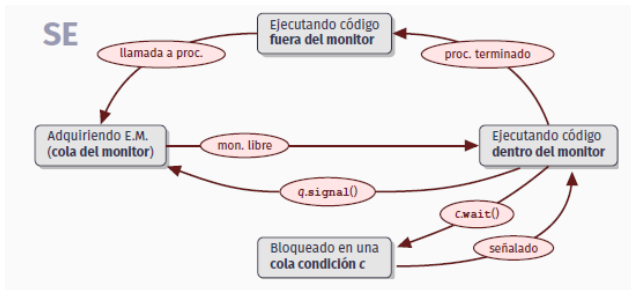 SE
Ejecutando código
fuera del monitor
llamada a proc.
proc. terminado
Adquiriendo E.M.
(cola del monitor)
mon. libre
Ejecutando código
dentro del monitor
q.signal()
c.wait()
señalado
Bloqueado en una
cola condición c